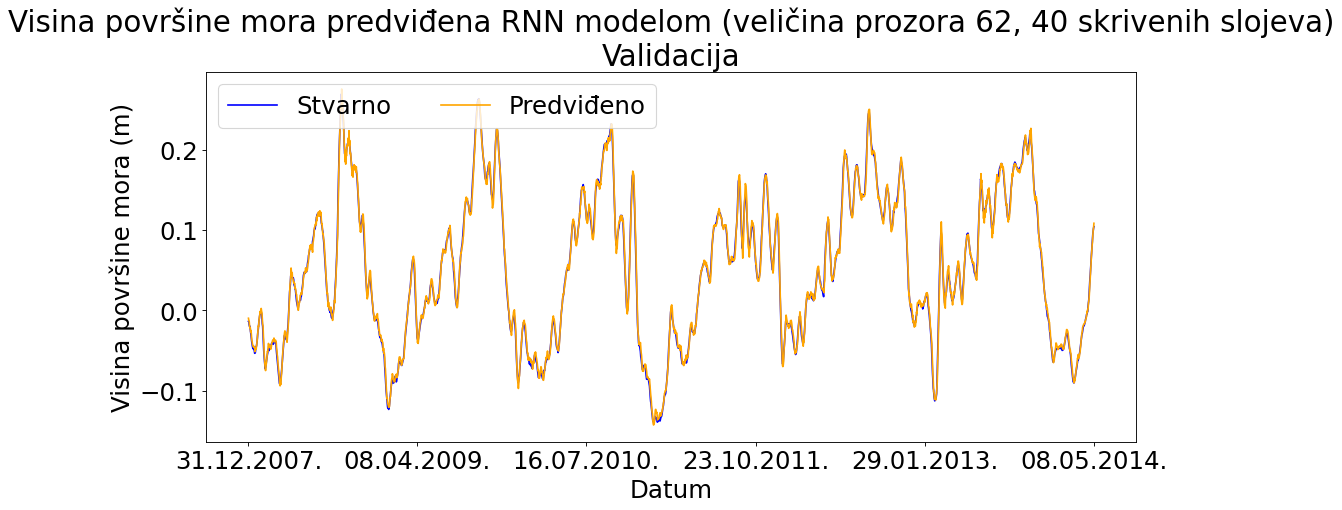 Visina površine mora predviđena RNN modelom (veličina prozora 62, 40 skrivenih slojeva)
Validacija
Stvarno
Predviđeno
Visina površine mora (m)
0.2
0.1
0.0
−0.1
31.12.2007.
08.04.2009.
16.07.2010.
23.10.2011.
29.01.2013.
08.05.2014.
Datum